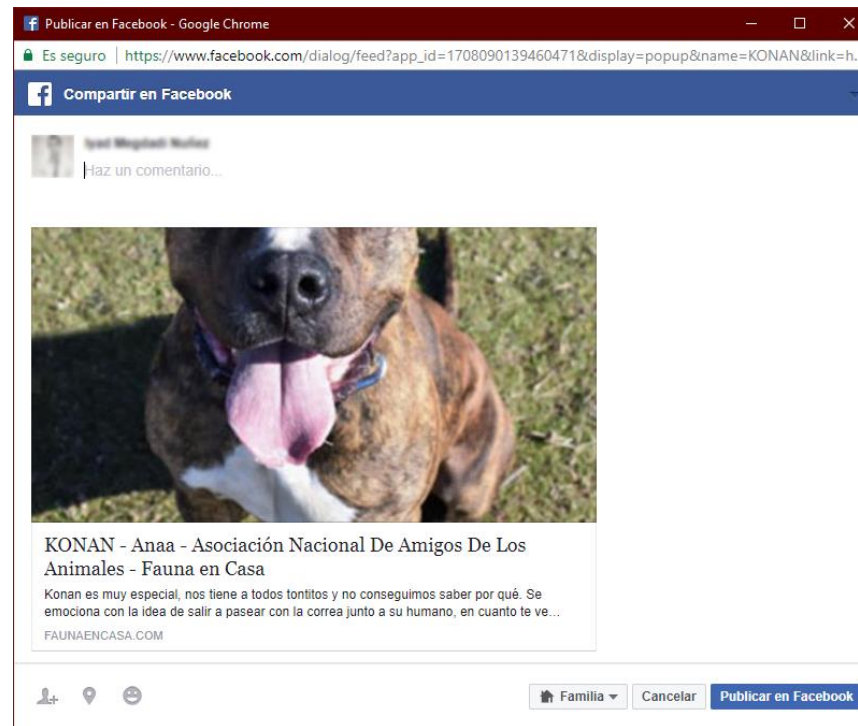 Publicar en Facebook - Google Chrome
Es seguro | https://www.facebook.com/dialog/feed?app_id=1708090139460471&display=popup&name=KONAN&link=h...
Compartir en Facebook
Haz un comentario...
KONAN - Anaa - Asociación Nacional De Amigos De Los
Animales - Fauna en Casa
Konan es muy especial, nos tiene a todos tontitos y no conseguimos saber por qué. Se
emociona con la idea de salir a pasear con la correa junto a su humano, en cuanto te ve...
FAUNAENCASA.COM
Familia Cancelar Publicar en Facebook